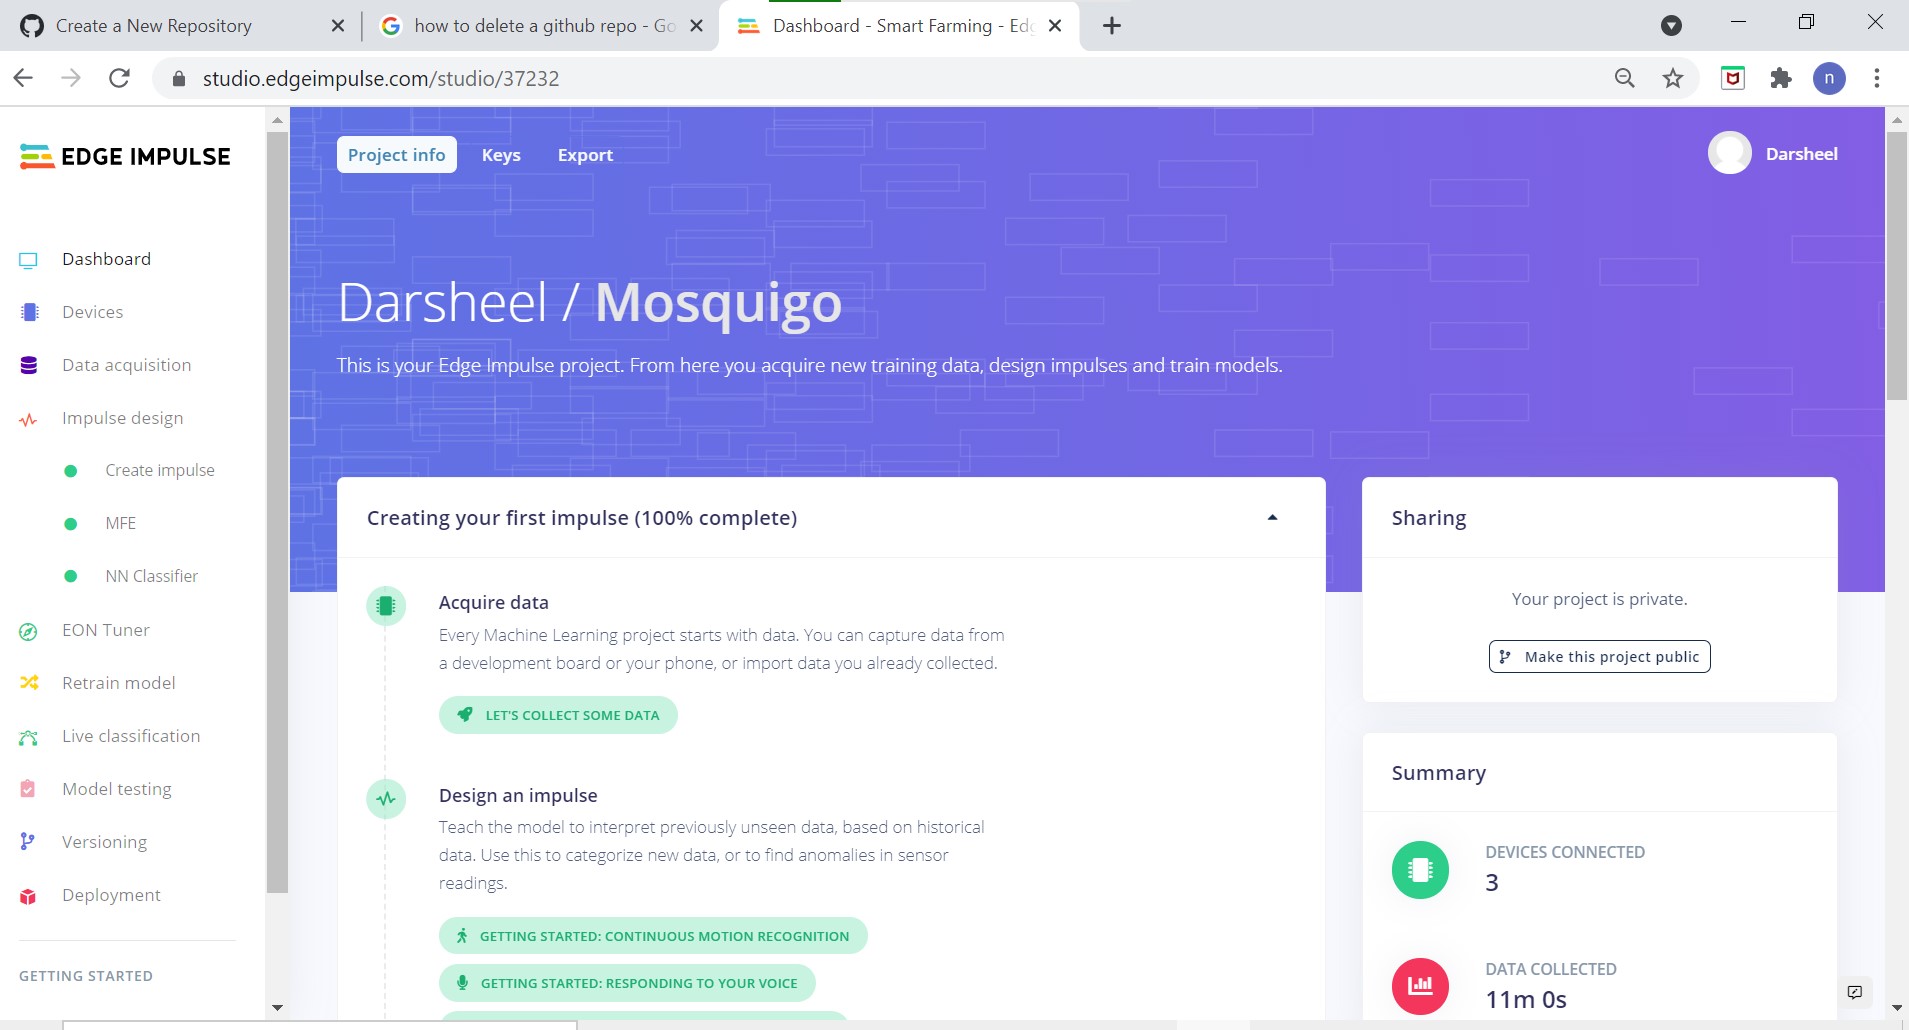 Create a New Repository
how to delete a github repo - Go
Dashboard - Smart Farming - Edg
studio.edgeimpulse.com/studio/37232
n
EDGE IMPULSE
Project info
Keys
Export
Darsheel
Dashboard
Devices
Data acquisition
Impulse design
Create impulse
MFE
NN Classifier
EON Tuner
Retrain model
Live classification
Model testing
Versioning
Deployment
GETTING STARTED
Darsheel / Mosquigo
This is your Edge Impulse project. From here you acquire new training data, design impulses and train models.
Creating your first impulse (100% complete)
Acquire data
Every Machine Learning project starts with data. You can capture data from
a development board or your phone, or import data you already collected.
LET'S COLLECT SOME DATA
Design an impulse
Teach the model to interpret previously unseen data, based on historical
data. Use this to categorize new data, or to find anomalies in sensor
readings.
GETTING STARTED: CONTINUOUS MOTION RECOGNITION
GETTING STARTED: RESPONDING TO YOUR VOICE
Sharing
Your project is private.
Make this project public
Summary
DEVICES CONNECTED
3
DATA COLLECTED
11m 0s